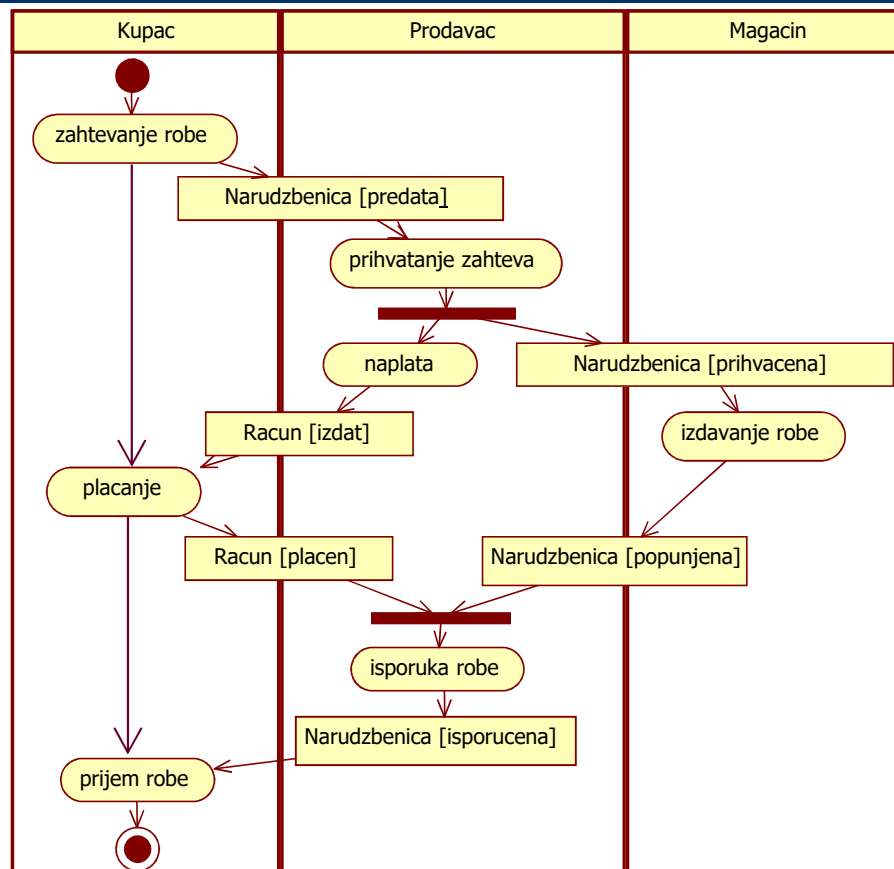 Kupac
Prodavac
Magacin
zahtevanje robe
Narudzbenica [predata]
prihvatanje zahteva
naplata
Narudzbenica [prihvacena]
Racun [izdat]
izdavanje robe
placanje
Racun [placen]
Narudzbenica [popunjena]
isporuka robe
Narudzbenica [isporucena]
prijem robe